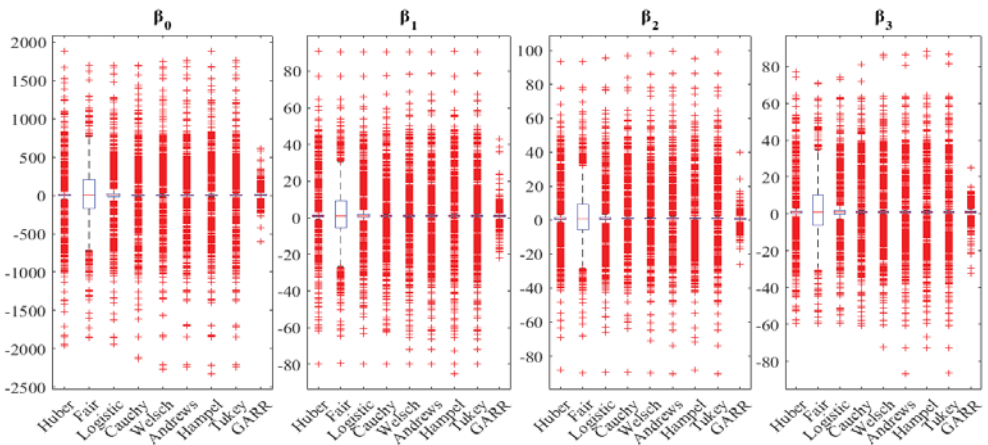 β0
2000
1500
1000
500
0
-500
-1000
-1500
-2000
-2500
Huber
Fair
Logistic
Cauchy
Welsch
Andrews
Hampel
Tukey
GARR
β1
80
60
40
20
0
-20
-40
-60
-80
Huber
Fair
Logistic
Cauchy
Welsch
Andrews
Hampel
Tukey
GARR
β2
100
80
60
40
20
0
-20
-40
-60
-80
Huber
Fair
Logistic
Cauchy
Welsch
Andrews
Hampel
Tukey
GARR
β3
80
60
40
20
0
-20
-40
-60
-80
Huber
Fair
Logistic
Cauchy
Welsch
Andrews
Hampel
Tukey
GARR